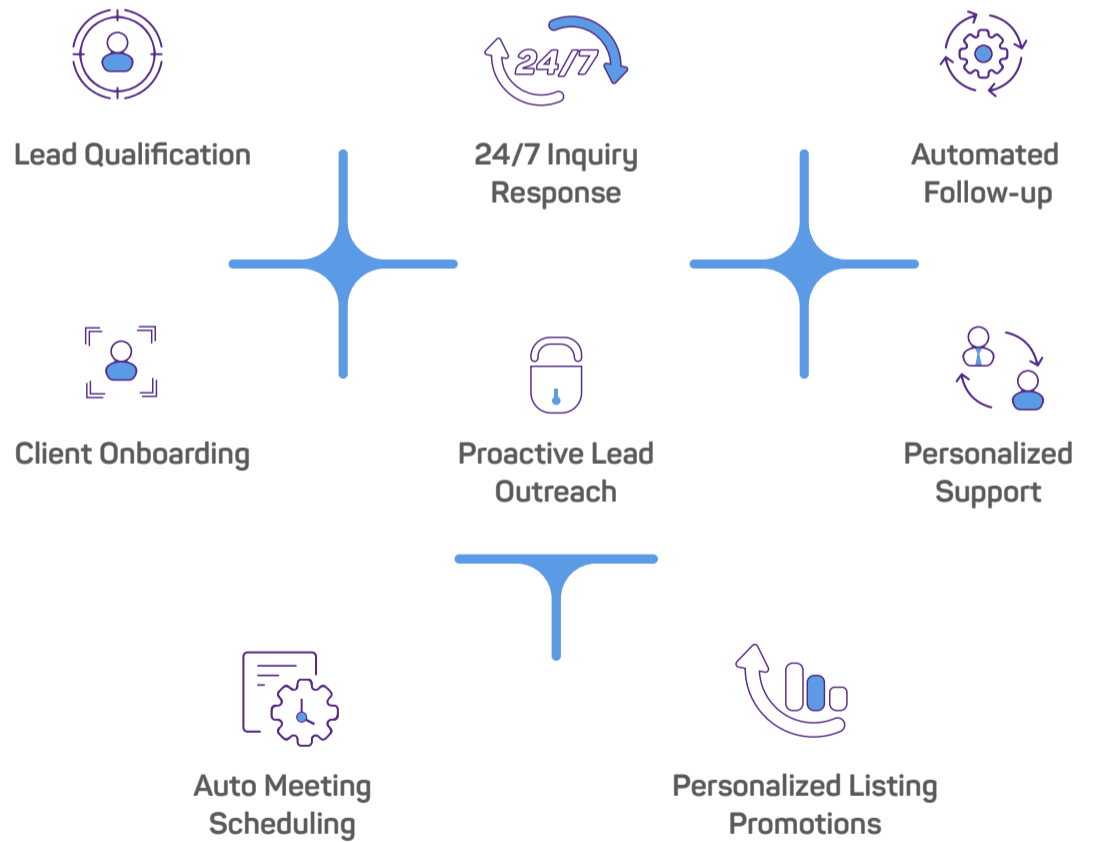 24/7
Lead Qualification
24/7 Inquiry
Response
Automated
Follow-up
Client Onboarding
Proactive Lead
Outreach
Personalized
Support
Auto Meeting
Scheduling
Personalized Listing
Promotions